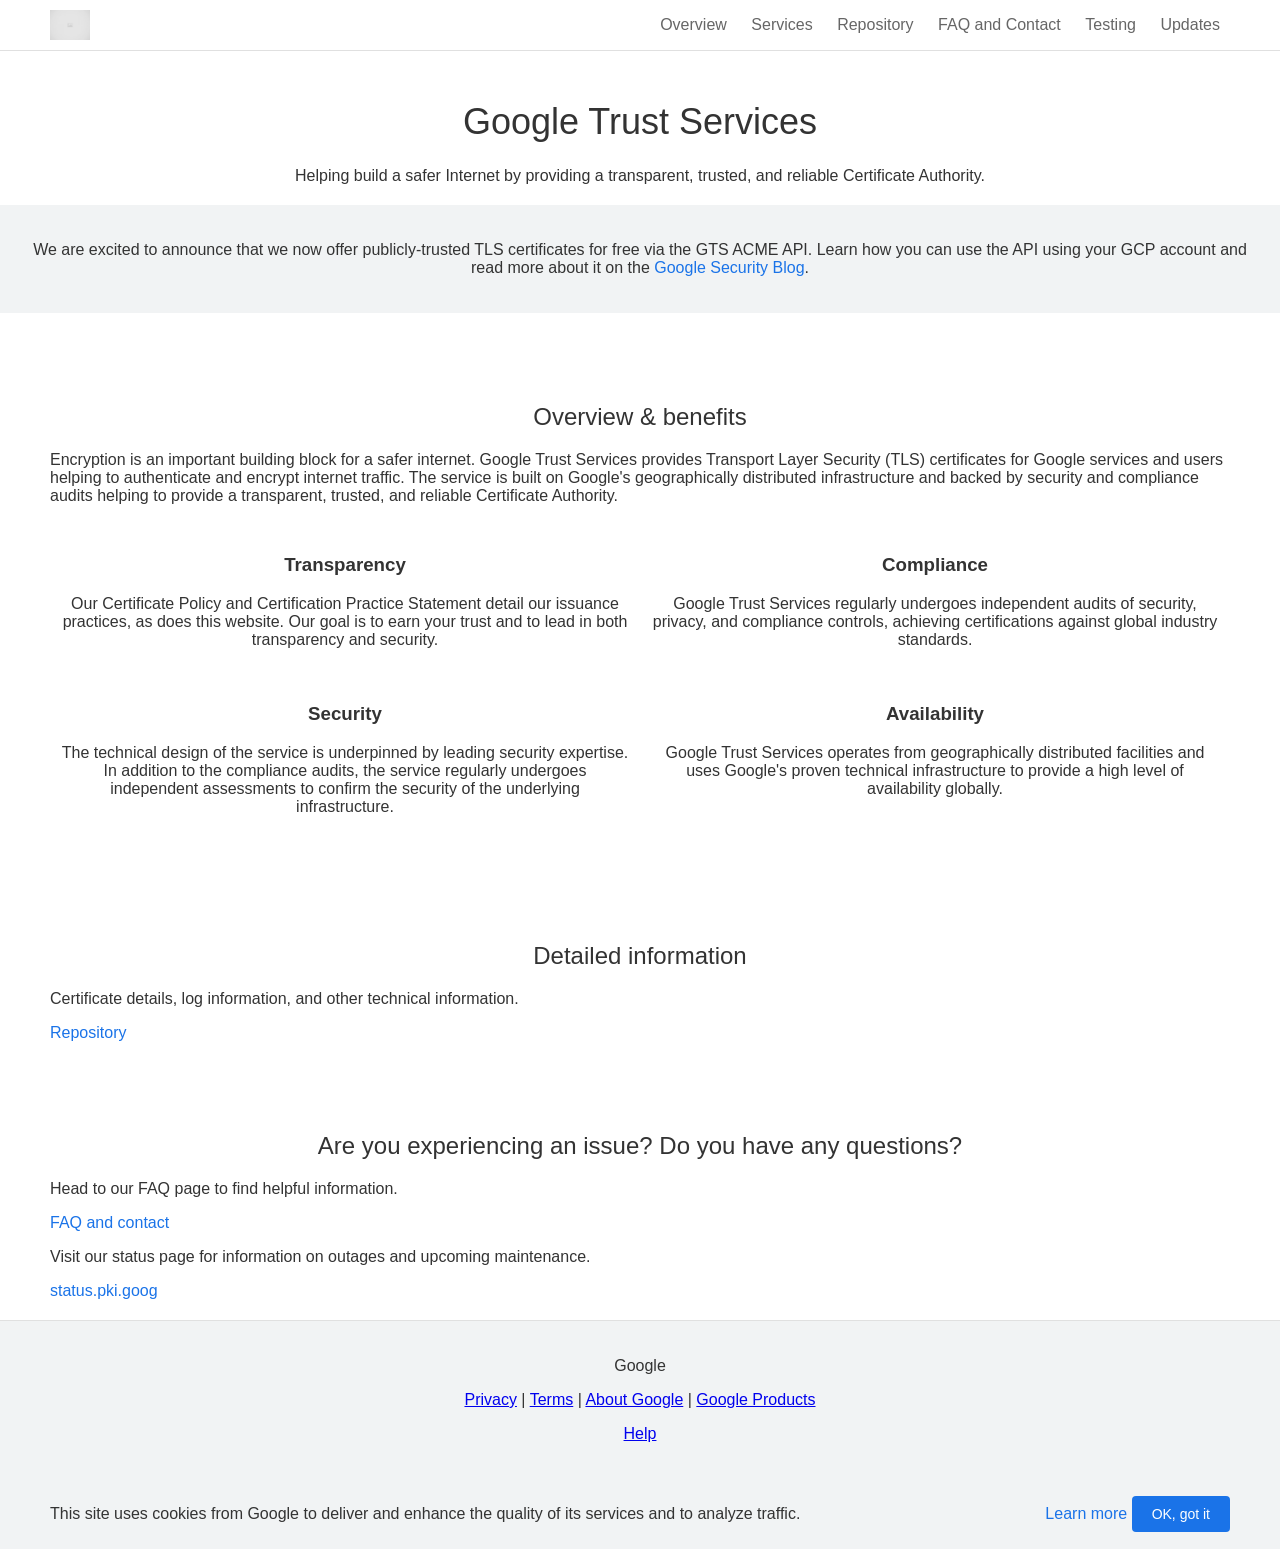 Overview Services Repository FAQ and Contact Testing Updates
Google Trust Services
Helping build a safer Internet by providing a transparent, trusted, and reliable Certificate Authority.
We are excited to announce that we now offer publicly-trusted TLS certificates for free via the GTS ACME API. Learn how you can use the API using your GCP account and
read more about it on the Google Security Blog.
Overview & benefits
Encryption is an important building block for a safer internet. Google Trust Services provides Transport Layer Security (TLS) certificates for Google services and users
helping to authenticate and encrypt internet traffic. The service is built on Google's geographically distributed infrastructure and backed by security and compliance
audits helping to provide a transparent, trusted, and reliable Certificate Authority.
Transparency
Our Certificate Policy and Certification Practice Statement detail our issuance
practices, as does this website. Our goal is to earn your trust and to lead in both
transparency and security.
Compliance
Google Trust Services regularly undergoes independent audits of security,
privacy, and compliance controls, achieving certifications against global industry
standards.
Security
The technical design of the service is underpinned by leading security expertise.
In addition to the compliance audits, the service regularly undergoes
independent assessments to confirm the security of the underlying
infrastructure.
Availability
Google Trust Services operates from geographically distributed facilities and
uses Google's proven technical infrastructure to provide a high level of
availability globally.
Detailed information
Certificate details, log information, and other technical information.
Repository
Are you experiencing an issue? Do you have any questions?
Head to our FAQ page to find helpful information.
FAQ and contact
Visit our status page for information on outages and upcoming maintenance.
status.pki.goog
Google
Privacy | Terms | About Google | Google Products
Help
This site uses cookies from Google to deliver and enhance the quality of its services and to analyze traffic. Learn more OK, got it